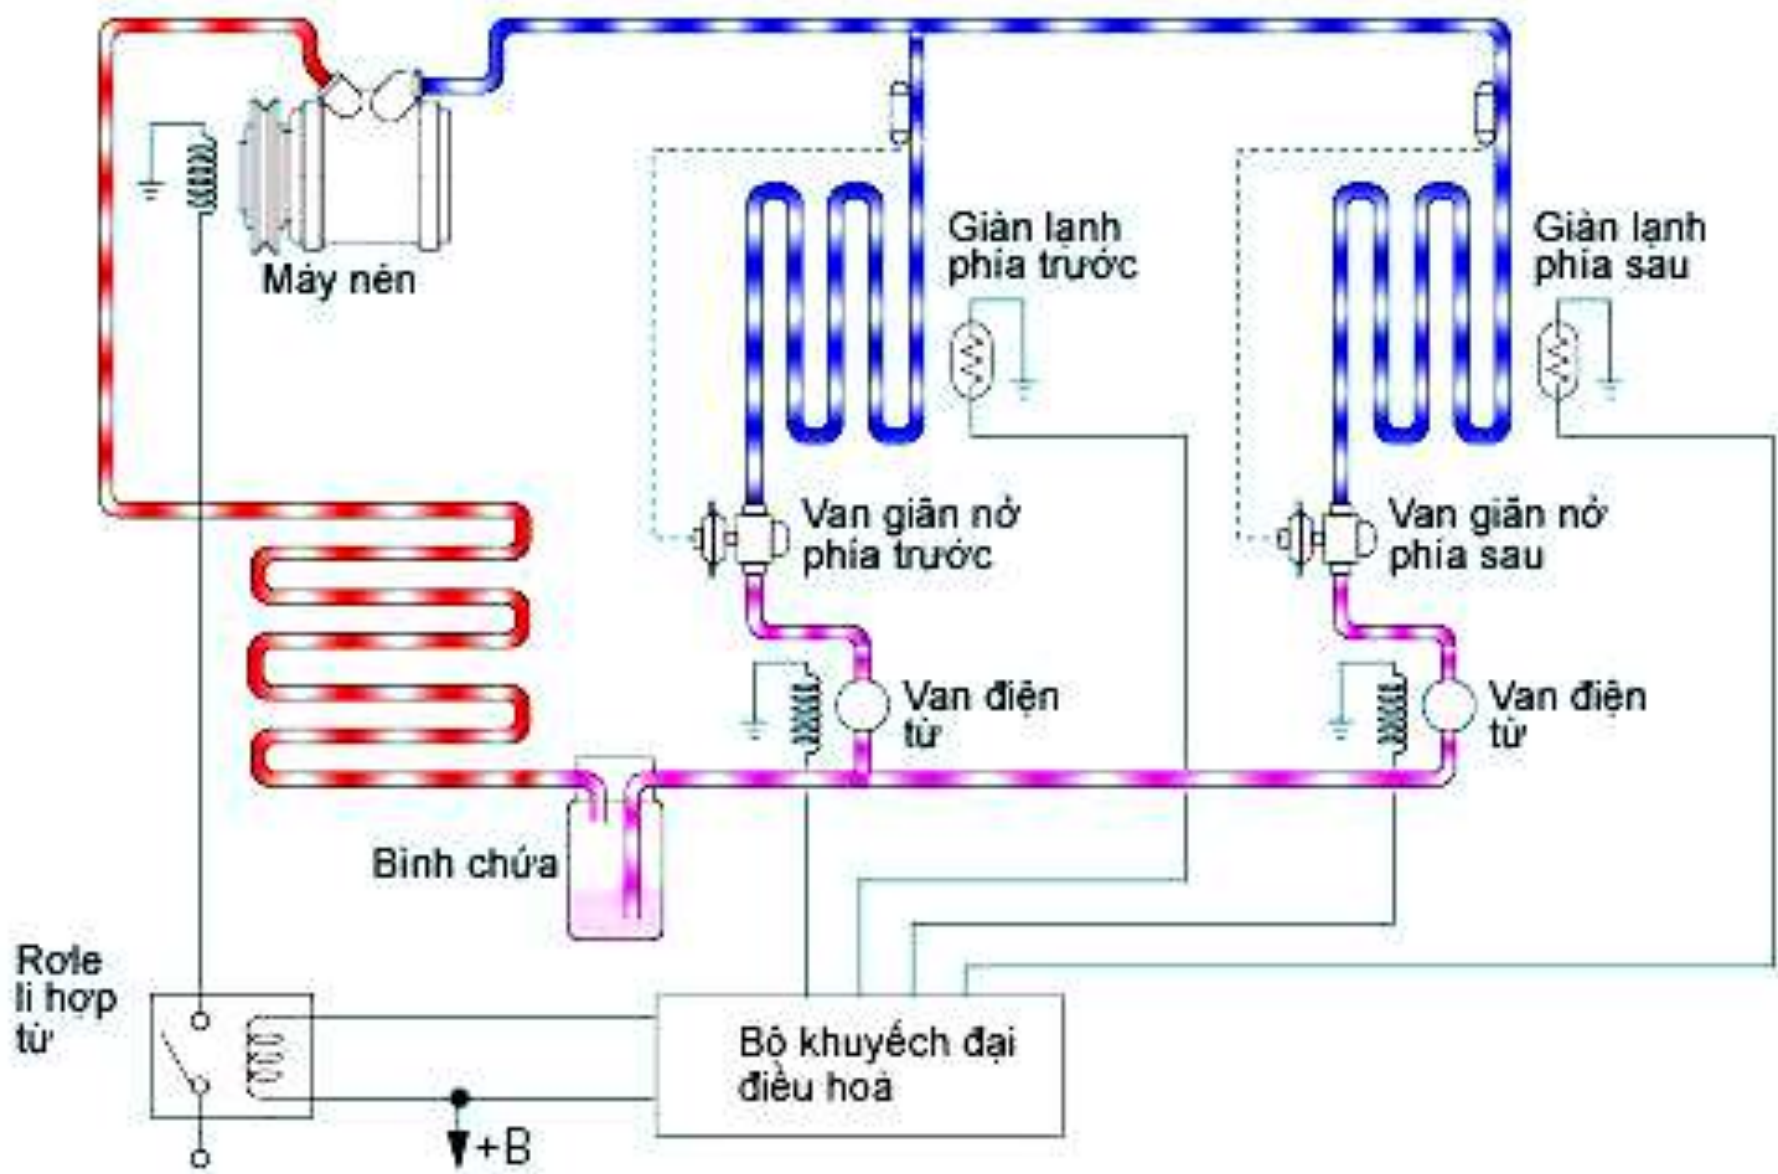 Máy nén
Giàn lạnh
phía trước
Giàn lạnh
phía sau
Van giãn nở
phía trước
Van giãn nở
phía sau
Van điện
từ
Van điện
từ
Bình chứa
Rơle
li hợp
từ
Bộ khuyếch đại
điều hoà
+B